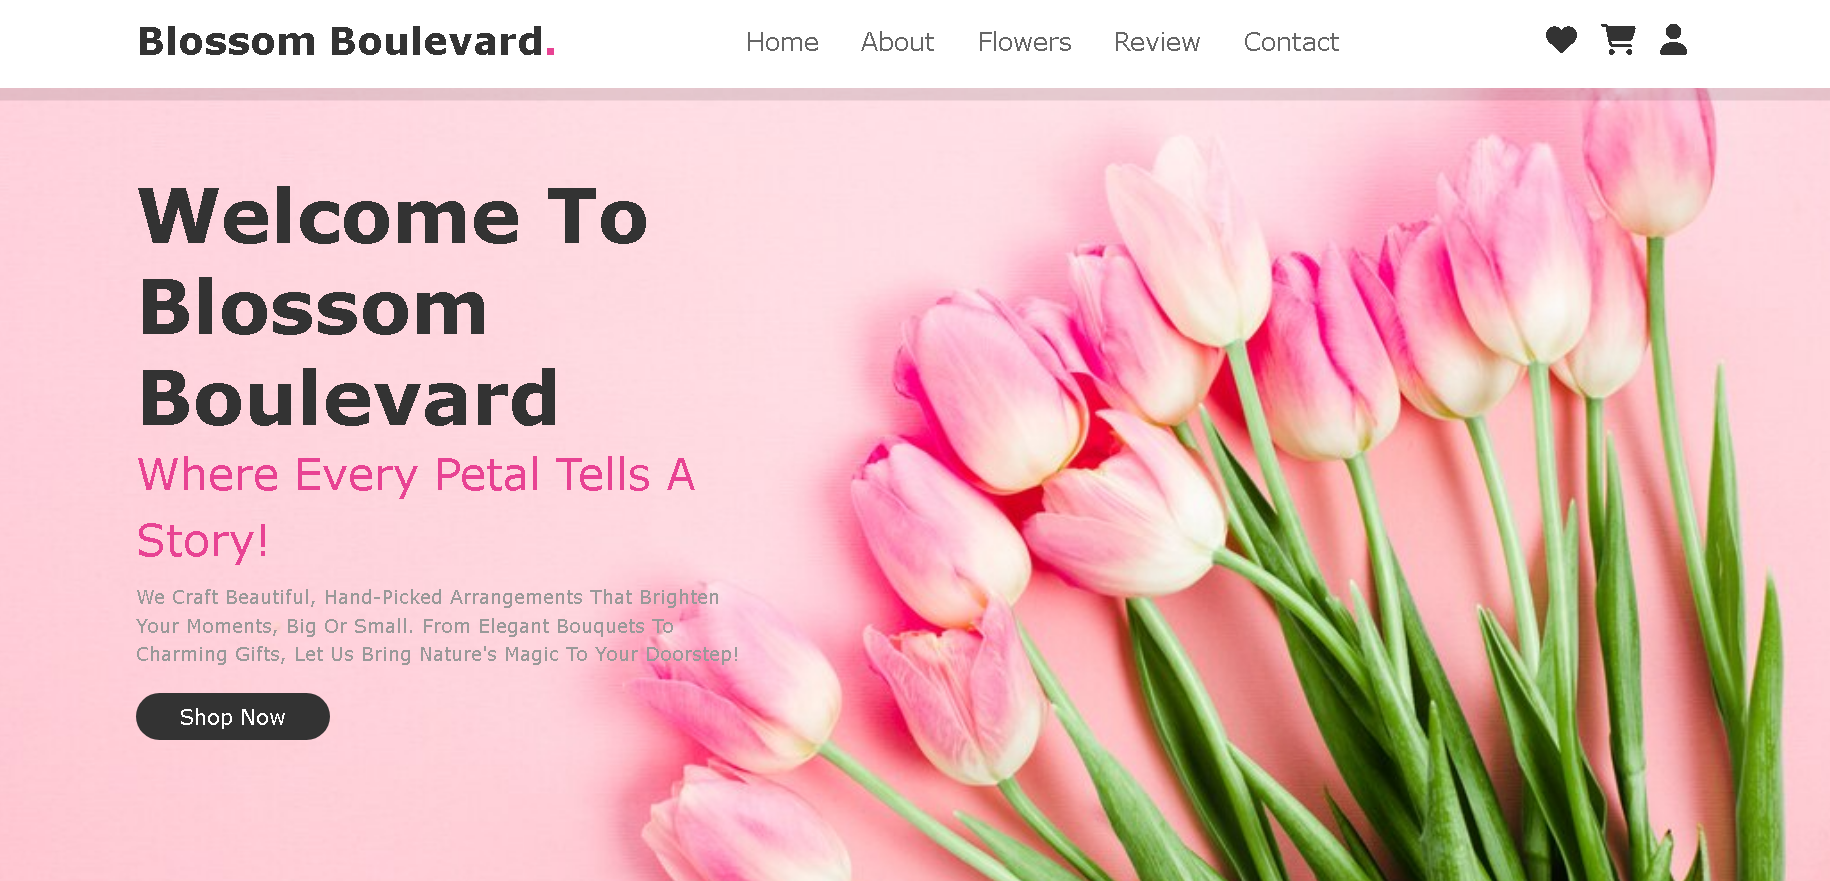 Blossom Boulevard.
Home About Flowers Review Contact
Welcome To
Blossom
Boulevard
Where Every Petal Tells A
Story!
We Craft Beautiful, Hand-Picked Arrangements That Brighten
Your Moments, Big Or Small. From Elegant Bouquets To
Charming Gifts, Let Us Bring Nature's Magic To Your Doorstep!
Shop Now